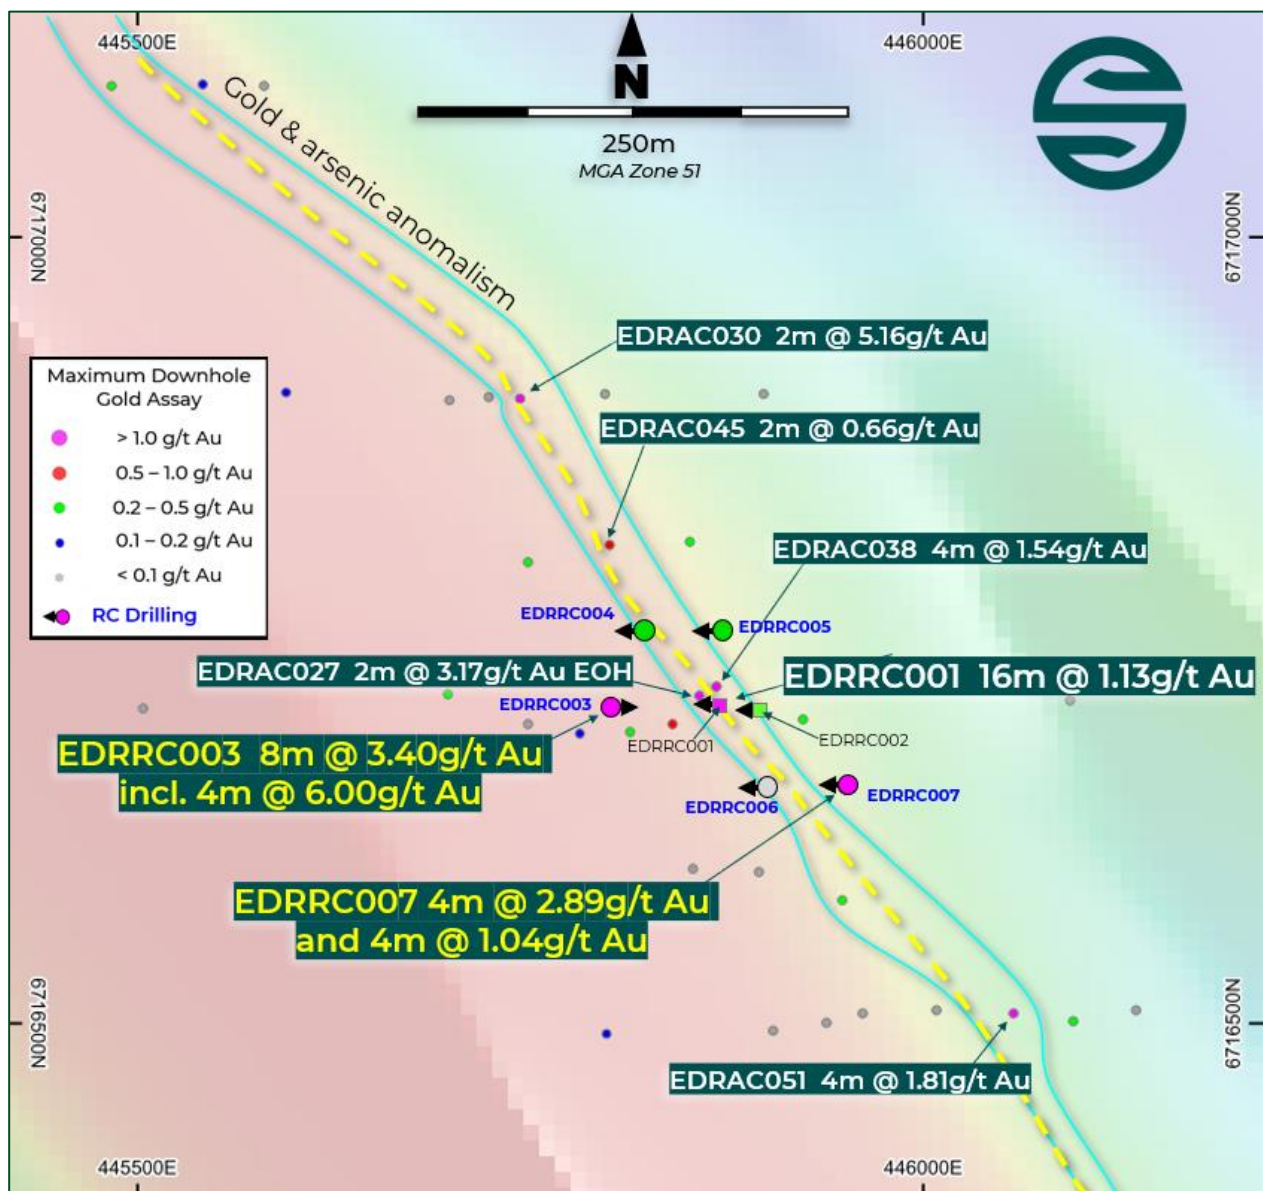 445500E
446000E
N
250m
MGA Zone 51
Gold & arsenic anomalism
6717000N
6717000N
EDRAC030 2m @ 5.16g/t Au
Maximum Downhole
Gold Assay
> 1.0 g/t Au
0.5 – 1.0 g/t Au
0.2 – 0.5 g/t Au
0.1 – 0.2 g/t Au
< 0.1 g/t Au
RC Drilling
EDRAC045 2m @ 0.66g/t Au
EDRAC038 4m @ 1.54g/t Au
EDRRC004
EDRRC005
EDRAC027 2m @ 3.17g/t Au EOH
EDRRC001 16m @ 1.13g/t Au
EDRRC003
EDRRC001
EDRRC002
EDRRC003 8m @ 3.40g/t Au
incl. 4m @ 6.00g/t Au
EDRRC006
EDRRC007
EDRRC007 4m @ 2.89g/t Au
and 4m @ 1.04g/t Au
6716500N
6716500N
EDRAC051 4m @ 1.81g/t Au
445500E
446000E